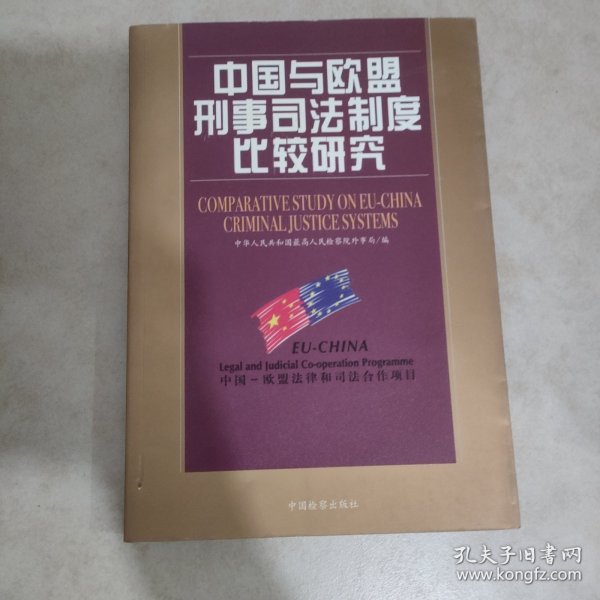 中国与欧盟
刑事司法制度
比较研究
COMPARATIVE STUDY ON EU-CHINA
CRIMINAL JUSTICE SYSTEMS
中华人民共和国最高人民检察院外事局/编
EU-CHINA
Legal and Judicial Co-operation Programme
中国–欧盟法律和司法合作项目
中国检察出版社
孔夫子旧书网
www.kongfz.com